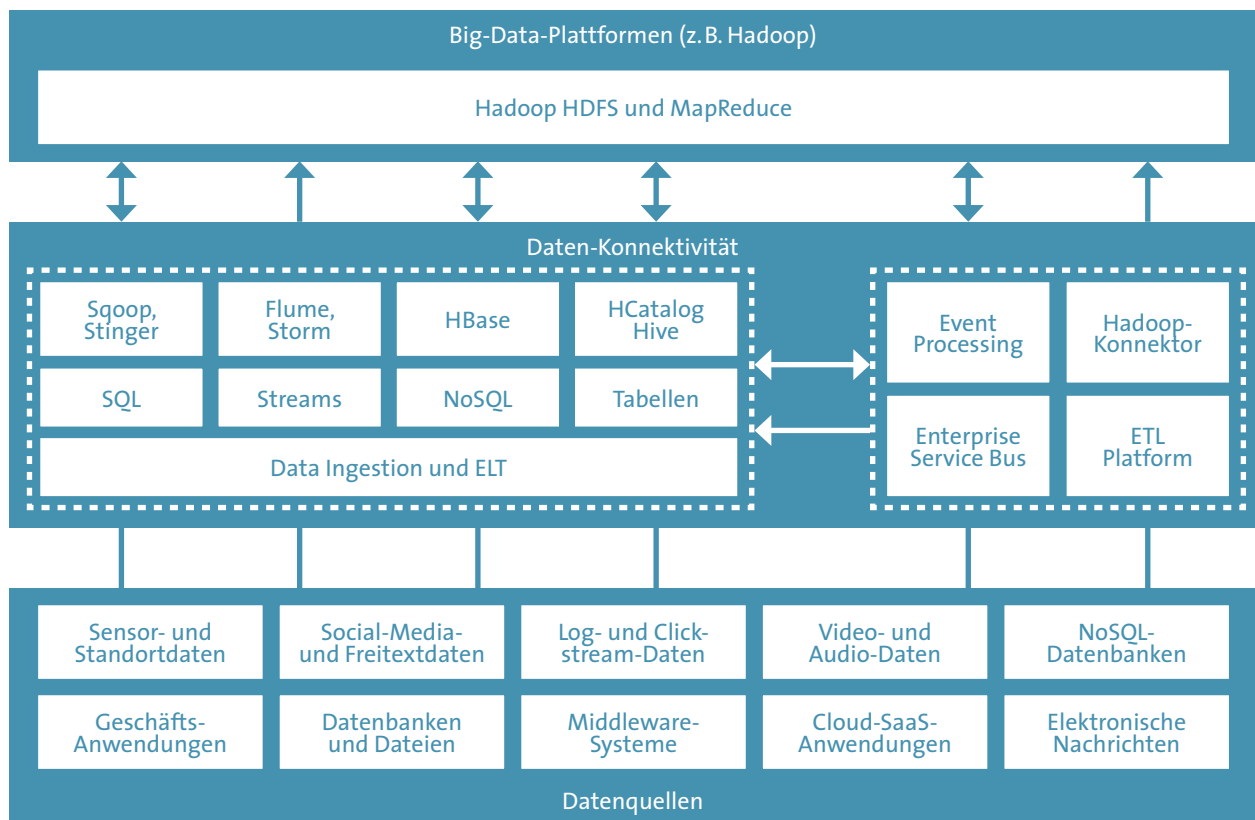 Big-Data-Plattformen (z. B. Hadoop)
Hadoop HDFS und MapReduce
Daten-Konnektivität
Sqoop,
Stinger
Flume,
Storm
HBase
HCatalog
Hive
SQL
Streams
NoSQL
Tabellen
Data Ingestion und ELT
Event
Processing
Hadoop-
Konnektor
Enterprise
Service Bus
ETL
Platform
Sensor- und
Standortdaten
Social-Media-
und Freitextdaten
Log- und Click-
stream-Daten
Video- und
Audio-Daten
NoSQL-
Datenbanken
Geschäfts-
Anwendungen
Datenbanken
und Dateien
Middleware-
Systeme
Cloud-SaaS-
Anwendungen
Elektronische
Nachrichten
Datenquellen